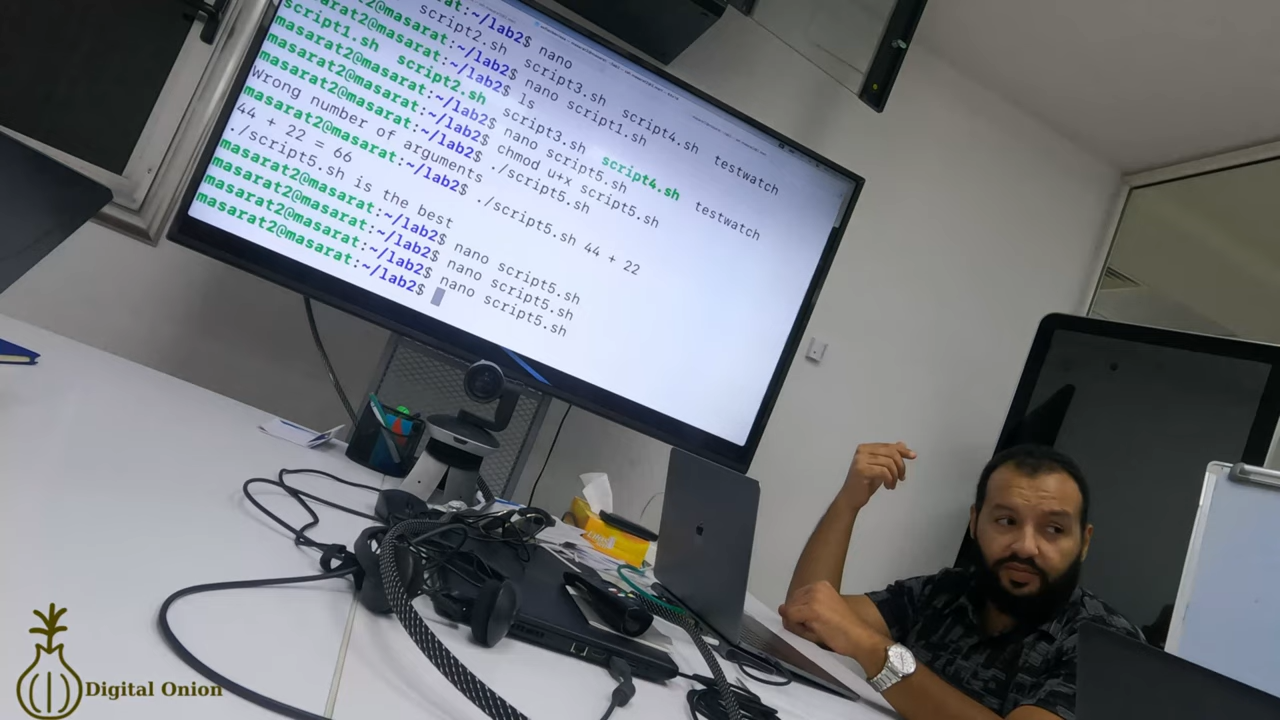 :~/lab2$ nano
script2.sh script3.sh script4.sh testwatch
masarat2@masarat:~/lab2$ nano script1.sh
masarat2@masarat:~/lab2$ ls
script1.sh script2.sh script3.sh script4.sh testwatch
masarat2@masarat:~/lab2$ nano script5.sh
masarat2@masarat:~/lab2$ chmod u+x script5.sh
masarat2@masarat:~/lab2$ ./script5.sh
Wrong number of arguments
masarat2@masarat:~/lab2$ ./script5.sh 44 + 22
44 + 22 = 66
./script5.sh is the best
masarat2@masarat:~/lab2$ nano script5.sh
masarat2@masarat:~/lab2$ nano script5.sh
masarat2@masarat:~/lab2$ nano script5.sh
masarat2@masarat:~/lab2$
Digital Onion